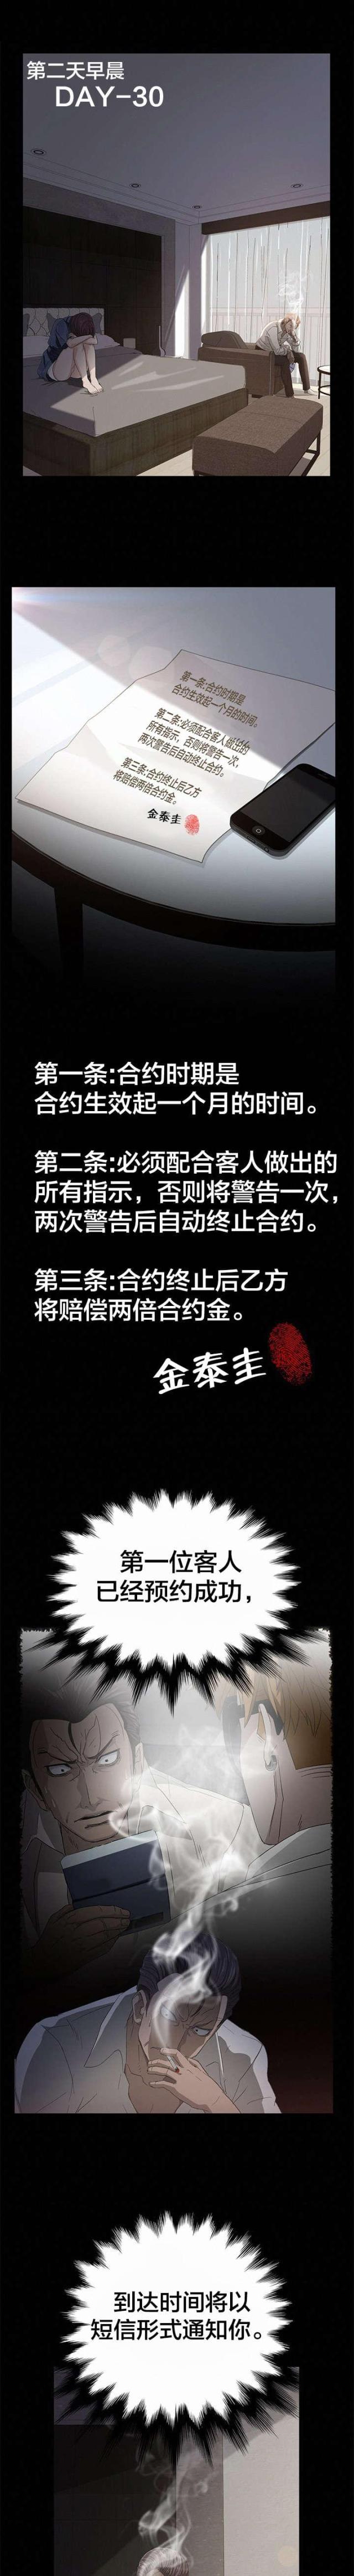 第二天早晨
DAY-30
第一条:合约时期是
合约生效起一个月的时间。
第二条:必须配合客人做出的
所有指示，否则将警告一次，
两次警告后自动终止合约。
第三条:合约终止后乙方
将赔偿两倍合约金。
金泰圭
第一条:合约时期是
合约生效起一个月的时间。
第二条:必须配合客人做出的
所有指示，否则将警告一次，
两次警告后自动终止合约。
第三条:合约终止后乙方
将赔偿两倍合约金。
金泰圭
第一位客人
已经预约成功，
到达时间将以
短信形式通知你。